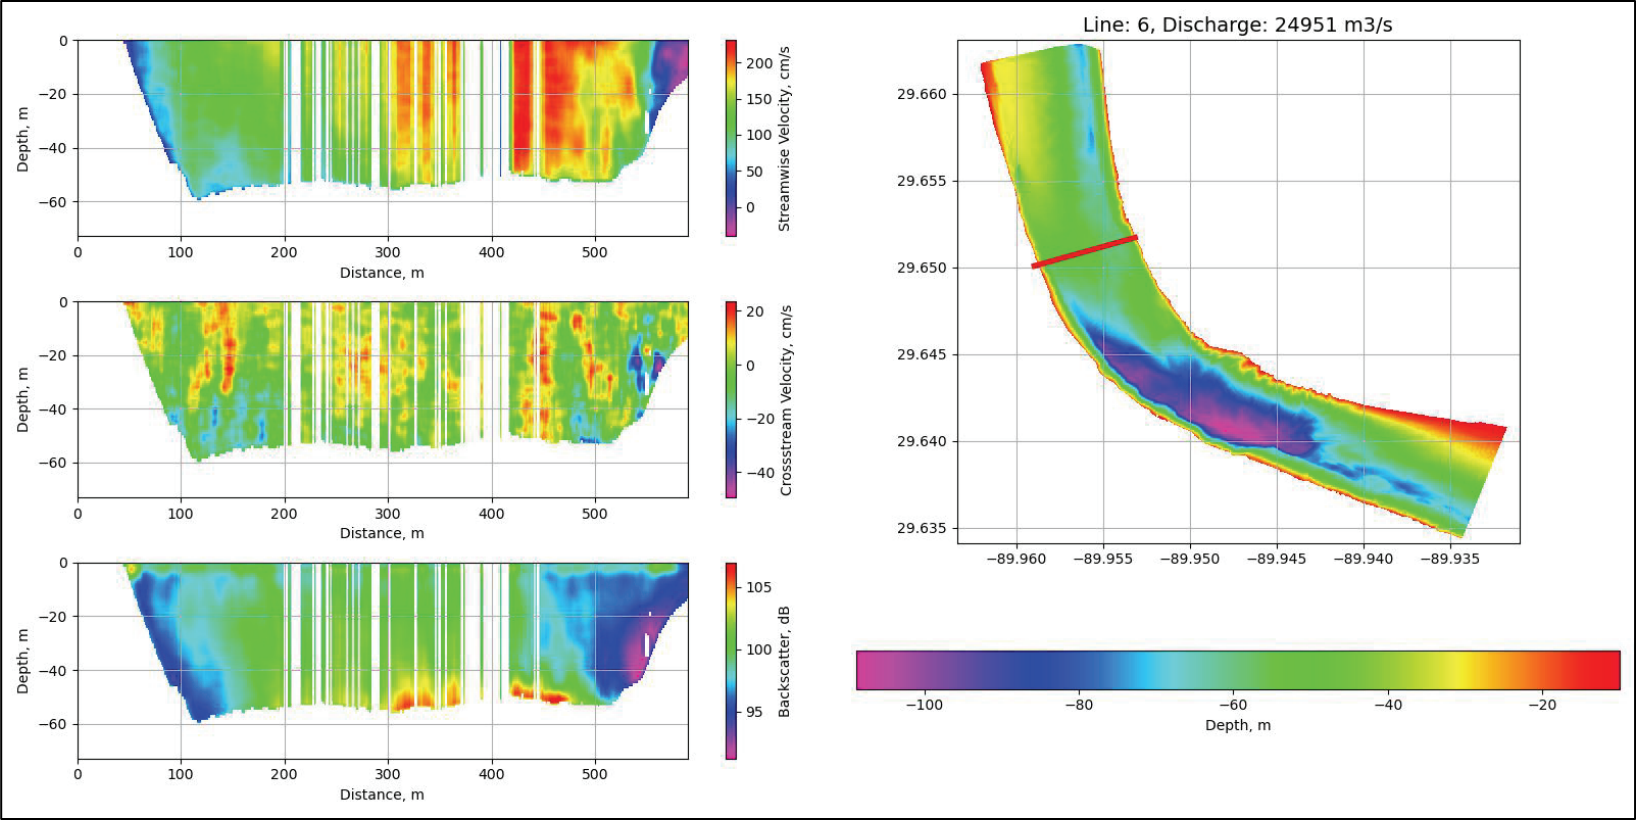 0
−20
−40
−60
Depth, m
0 100 200 300 400 500
Distance, m
200
150
100
50
0
Streamwise Velocity, cm/s
0
−20
−40
−60
Depth, m
0 100 200 300 400 500
Distance, m
20
0
−20
−40
Crossstream Velocity, cm/s
0
−20
−40
−60
Depth, m
0 100 200 300 400 500
Distance, m
105
100
95
Backscatter, dB
Line: 6, Discharge: 24951 m3/s
29.660
29.655
29.650
29.645
29.640
29.635
−89.960 −89.955 −89.950 −89.945 −89.940 −89.935
−100 −80 −60 −40 −20
Depth, m